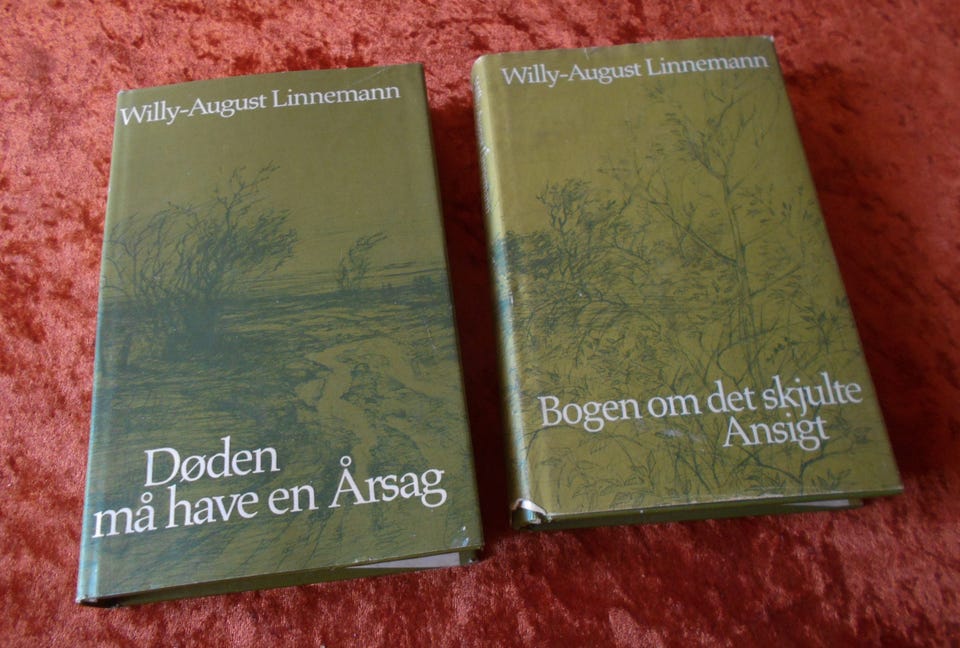 Willy-August Linnemann
Døden
må have en Årsag
Willy-August Linnemann
Bogen om det skjulte
Ansigt